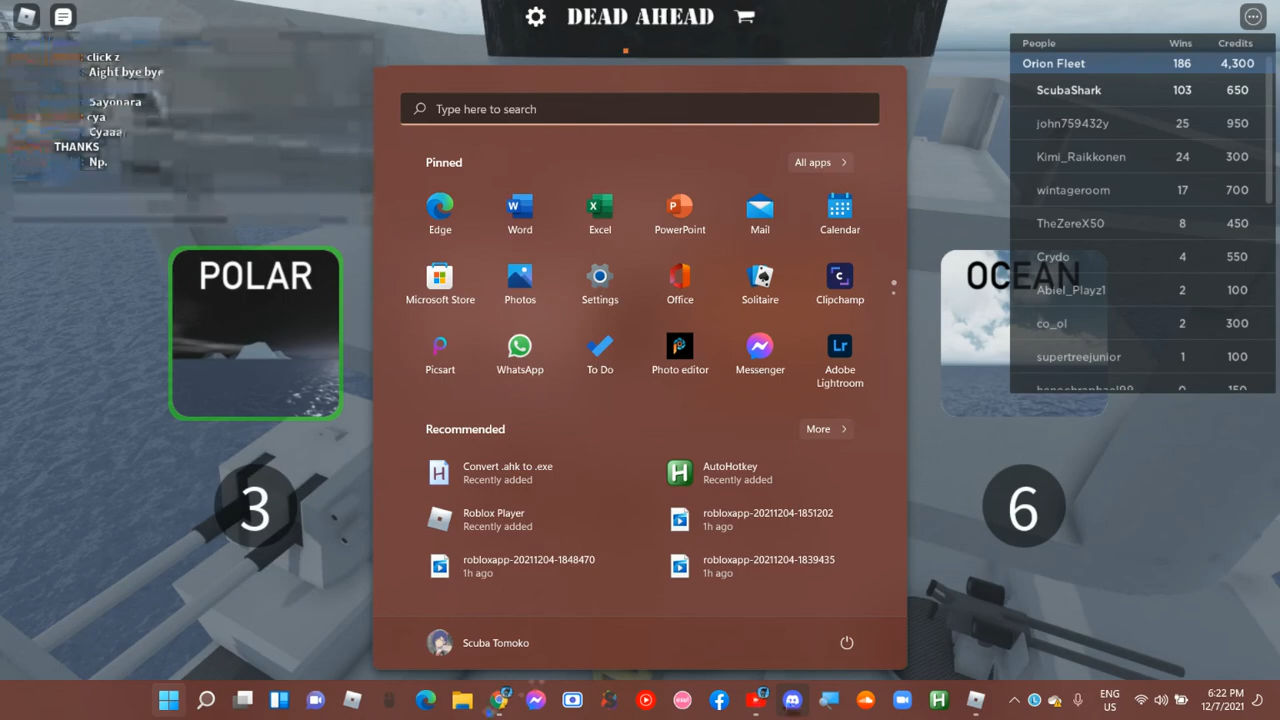 DEAD AHEAD
click z
Aight bye byr
Sayonara
cya
Cyaaa
THANKS
Np.
People Wins Credits
Orion Fleet 186 4,300
ScubaShark 103 650
john759432y 25 950
Kimi_Raikkonen 24 300
wintageroom 17 700
TheZereX50 8 450
Crydo 4 550
Abiel_Playz1 2 100
co_ol 2 300
supertreejunior 1 100
POLAR
OCEAN
3
6
Type here to search
Pinned
All apps
Edge
Word
Excel
PowerPoint
Mail
Calendar
Microsoft Store
Photos
Settings
Office
Solitaire
Clipchamp
Picsart
WhatsApp
To Do
Photo editor
Messenger
Adobe
Lightroom
Recommended
More
Convert .ahk to .exe
Recently added
AutoHotkey
Recently added
Roblox Player
Recently added
robloxapp-20211204-1851202
1h ago
robloxapp-20211204-1848470
1h ago
robloxapp-20211204-1839435
1h ago
Scuba Tomoko
ENG
US
6:22 PM
12/7/2021